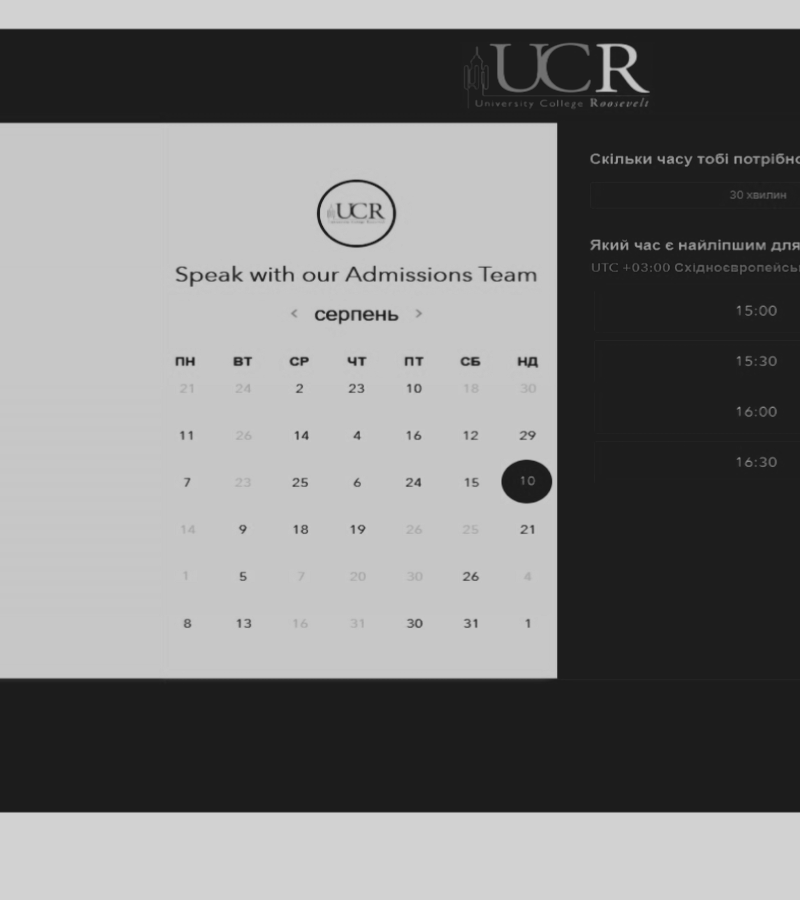 UCR
University College Roosevelt
UCR
Speak with our Admissions Team
< серпень >
ПН ВТ СР ЧТ ПТ СБ НД
21 24 2 23 10 18 30
11 26 14 4 16 12 29
7 23 25 6 24 15 10
14 9 18 19 26 25 21
1 5 7 20 30 26 4
8 13 16 31 30 31 1
Скільки часу тобі потрібно
30 хвилин
Який час є найліпшим для
UTC +03:00 Східноєвропейсь
15:00
15:30
16:00
16:30